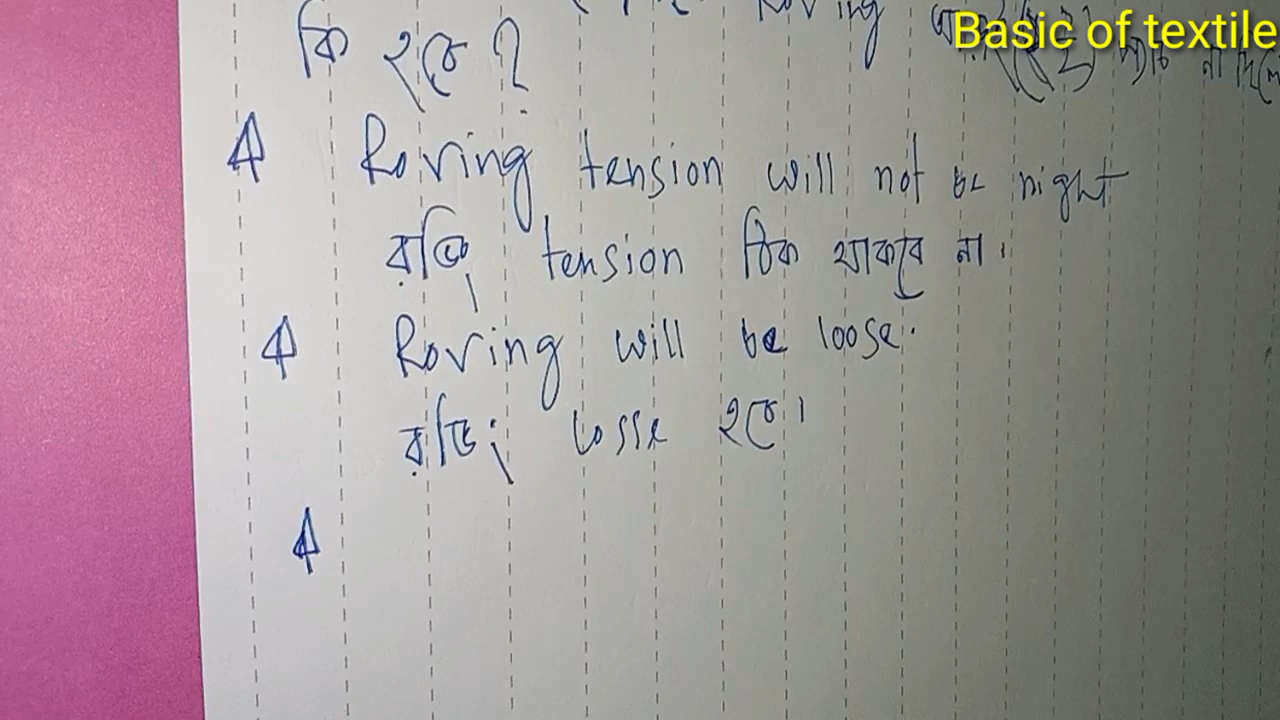 Roving
Basic of textile
কি হবে ?
Roving tension will not be right
রভিং tension ঠিক থাকবে না।
Roving will be loose.
রভিং losse হবে।